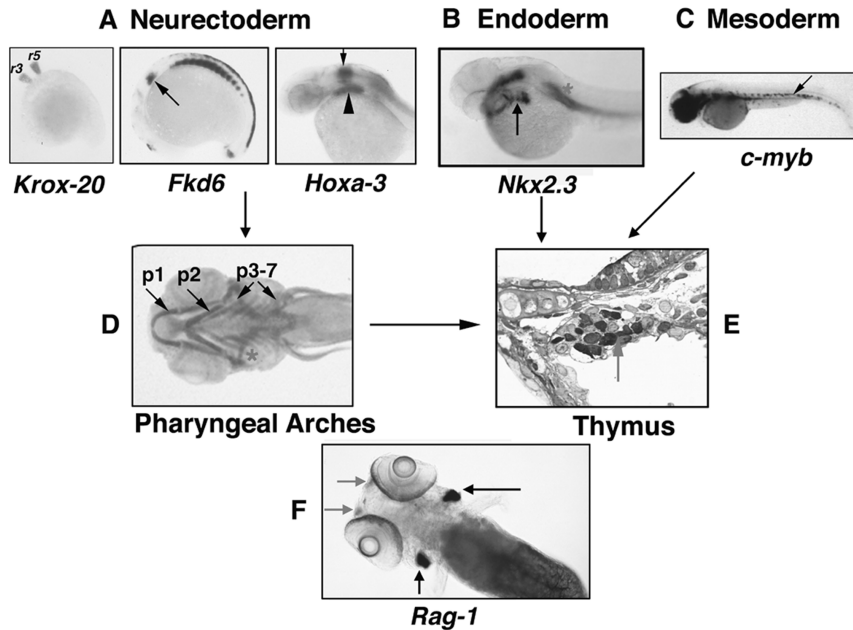 A Neurectoderm
B Endoderm
C Mesoderm
r3 r5
Krox-20
Fkd6
Hoxa-3
*
Nkx2.3
c-myb
D
p1 p2 p3-7
*
Pharyngeal Arches
E
Thymus
F
Rag-1